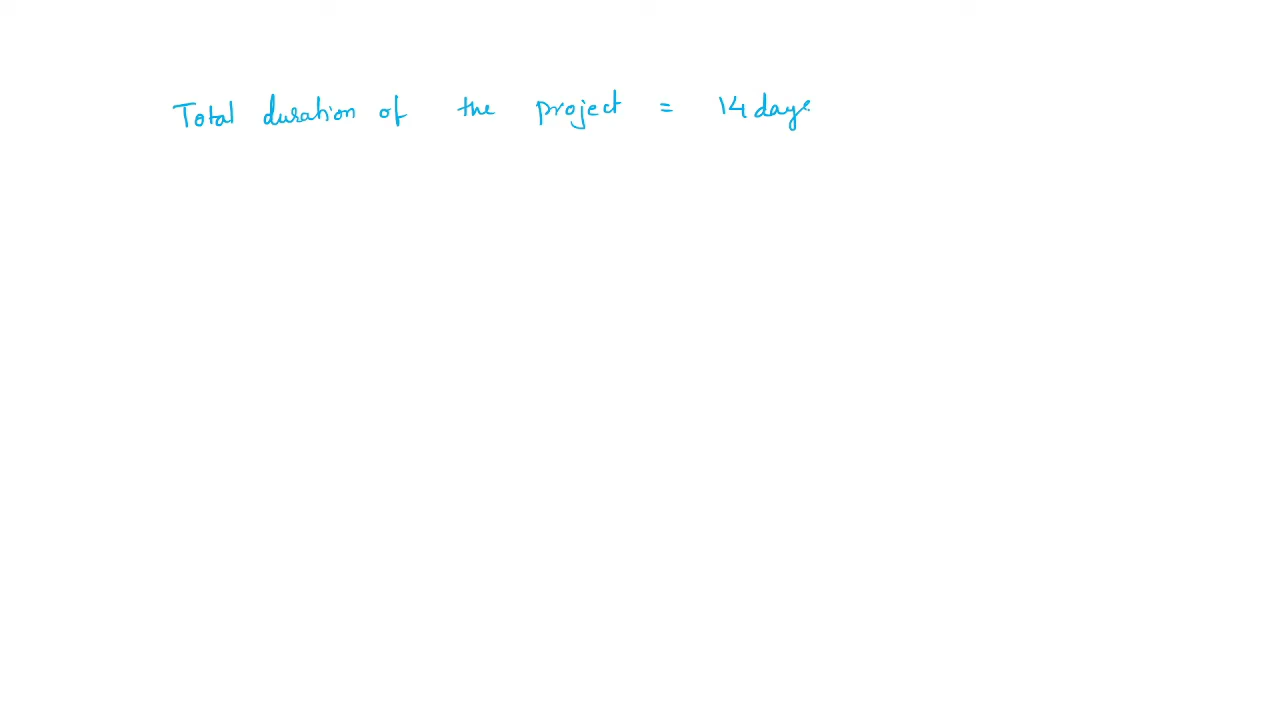 Total duration of the project = 14 days